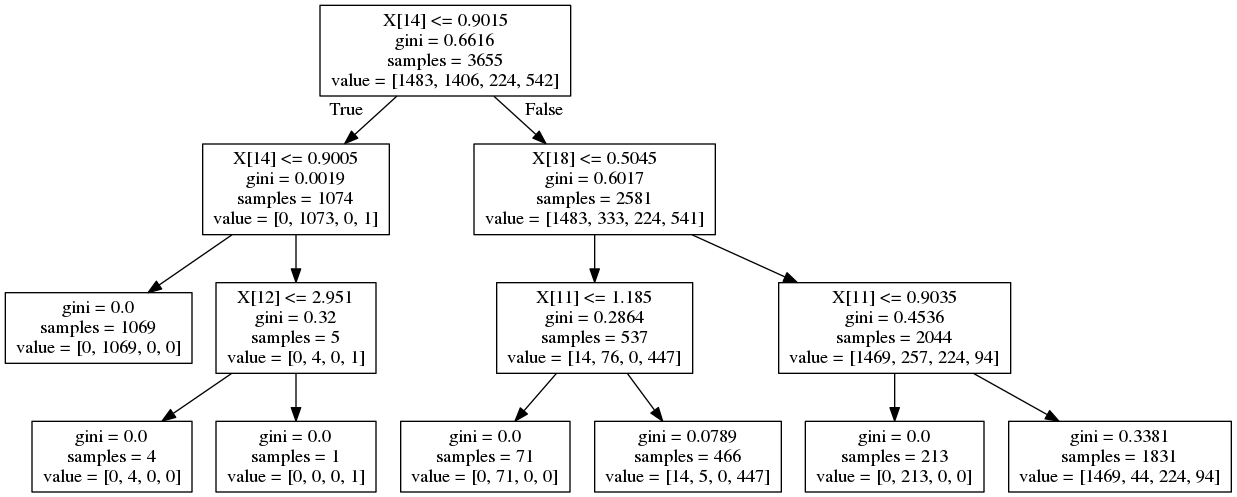 X[14] <= 0.9015
gini = 0.6616
samples = 3655
value = [1483, 1406, 224, 542]
True
False
X[14] <= 0.9005
gini = 0.0019
samples = 1074
value = [0, 1073, 0, 1]
X[18] <= 0.5045
gini = 0.6017
samples = 2581
value = [1483, 333, 224, 541]
gini = 0.0
samples = 1069
value = [0, 1069, 0, 0]
X[12] <= 2.951
gini = 0.32
samples = 5
value = [0, 4, 0, 1]
X[11] <= 1.185
gini = 0.2864
samples = 537
value = [14, 76, 0, 447]
X[11] <= 0.9035
gini = 0.4536
samples = 2044
value = [1469, 257, 224, 94]
gini = 0.0
samples = 4
value = [0, 4, 0, 0]
gini = 0.0
samples = 1
value = [0, 0, 0, 1]
gini = 0.0
samples = 71
value = [0, 71, 0, 0]
gini = 0.0789
samples = 466
value = [14, 5, 0, 447]
gini = 0.0
samples = 213
value = [0, 213, 0, 0]
gini = 0.3381
samples = 1831
value = [1469, 44, 224, 94]